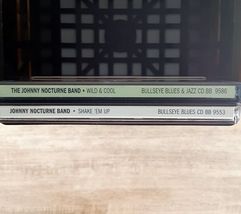 THE JOHNNY NOCTURNE BAND • WILD & COOL BULLSEYE BLUES & JAZZ CD BB 9586
JOHNNY NOCTURNE BAND • SHAKE 'EM UP BULLSEYE BLUES CD BB 9553